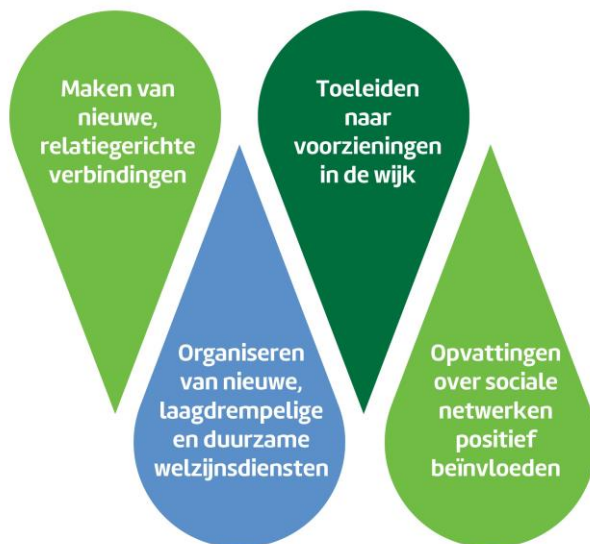 Maken van
nieuwe,
relatiegerichte
verbindingen
Organiseren
van nieuwe,
laagdrempelige
en duurzame
welzijnsdiensten
Toeleiden
naar
voorzieningen
in de wijk
Opvattingen
over sociale
netwerken
positief
beïnvloeden